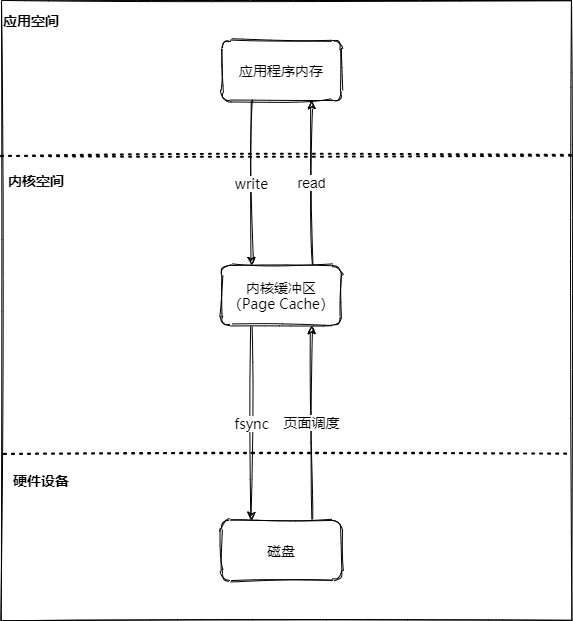 应用空间
应用程序内存
write
read
内核空间
内核缓冲区
（Page Cache）
fsync
页面调度
硬件设备
磁盘